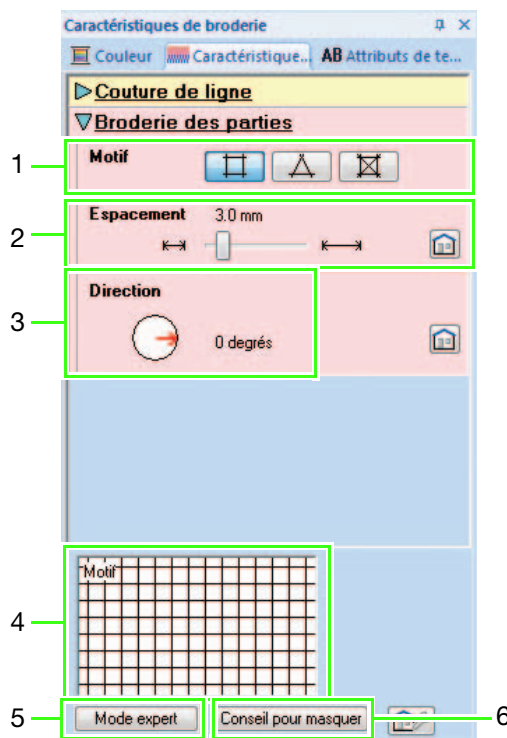 Caractéristiques de broderie
Couleur Caractéristique... AB Attributs de te...
Couture de ligne
Broderie des parties
1 Motif
2 Espacement 3.0 mm
3 Direction
0 degrés
4 Motif
5 Mode expert Conseil pour masquer 6